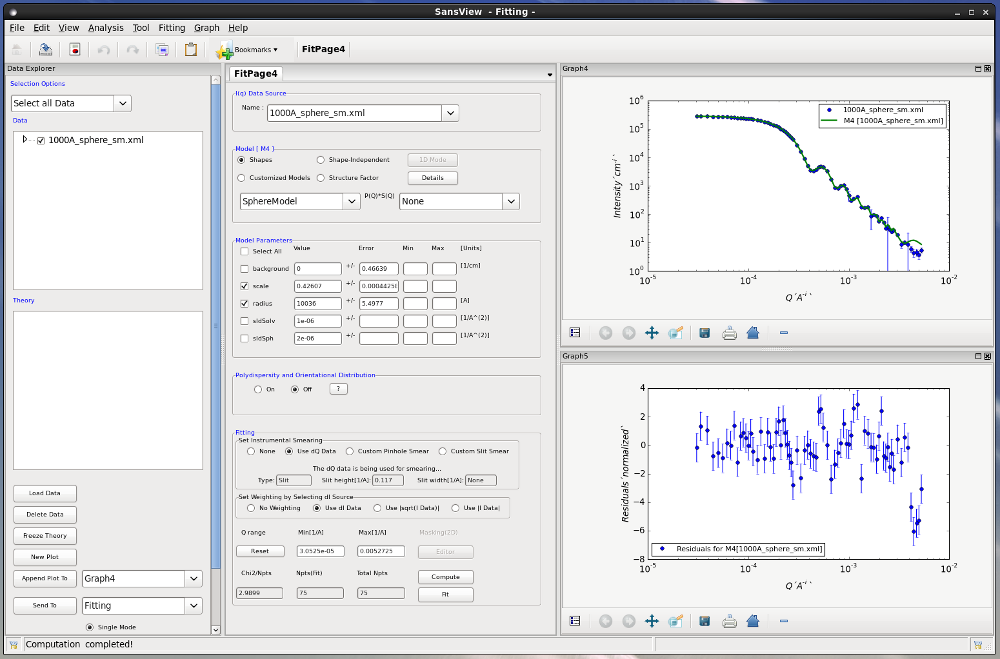 SansView - Fitting -
File Edit View Analysis Tool Fitting Graph Help
Bookmarks ▾ FitPage4
Data Explorer
Selection Options
Select all Data
Data
1000A_sphere_sm.xml
Theory
Load Data
Delete Data
Freeze Theory
New Plot
Append Plot To Graph4
Send To Fitting
Single Mode
FitPage4
I(q) Data Source
Name : 1000A_sphere_sm.xml
Model [ M4 ]
Shapes Shape-Independent 1D Mode
Customized Models Structure Factor Details
SphereModel P(Q)*S(Q) None
Model Parameters
Select All Value Error Min Max [Units]
background 0 +/- 0.46639 [1/cm]
scale 0.42607 +/- 0.00044258
radius 10036 +/- 5.4977 [A]
sldSolv 1e-06 +/- [1/A^(2)]
sldSph 2e-06 +/- [1/A^(2)]
Polydispersity and Orientational Distribution
On Off ?
Fitting
Set Instrumental Smearing
None Use dQ Data Custom Pinhole Smear Custom Slit Smear
The dQ data is being used for smearing...
Type: Slit Slit height[1/A]: 0.117 Slit width[1/A]: None
Set Weighting by Selecting dI Source
No Weighting Use dI Data Use |sqrt(I Data)| Use |I Data|
Q range Min[1/A] Max[1/A] Masking(2D)
Reset 3.0525e-05 0.0052725 Editor
Chi2/Npts Npts(Fit) Total Npts Compute
2.9899 75 75 Fit
Graph4
10^6
10^5
10^4
10^3
10^2
10^1
10^0
Intensity´cm^-i`
1000A_sphere_sm.xml
M4 [1000A_sphere_sm.xml]
10^-5 10^-4 10^-3 10^-2
Q´A^-i`
Graph5
4
2
0
−2
−4
−6
−8
Residuals´normalized`
Residuals for M4[1000A_sphere_sm.xml]
10^-5 10^-4 10^-3 10^-2
Q´A^-i`
Computation completed!